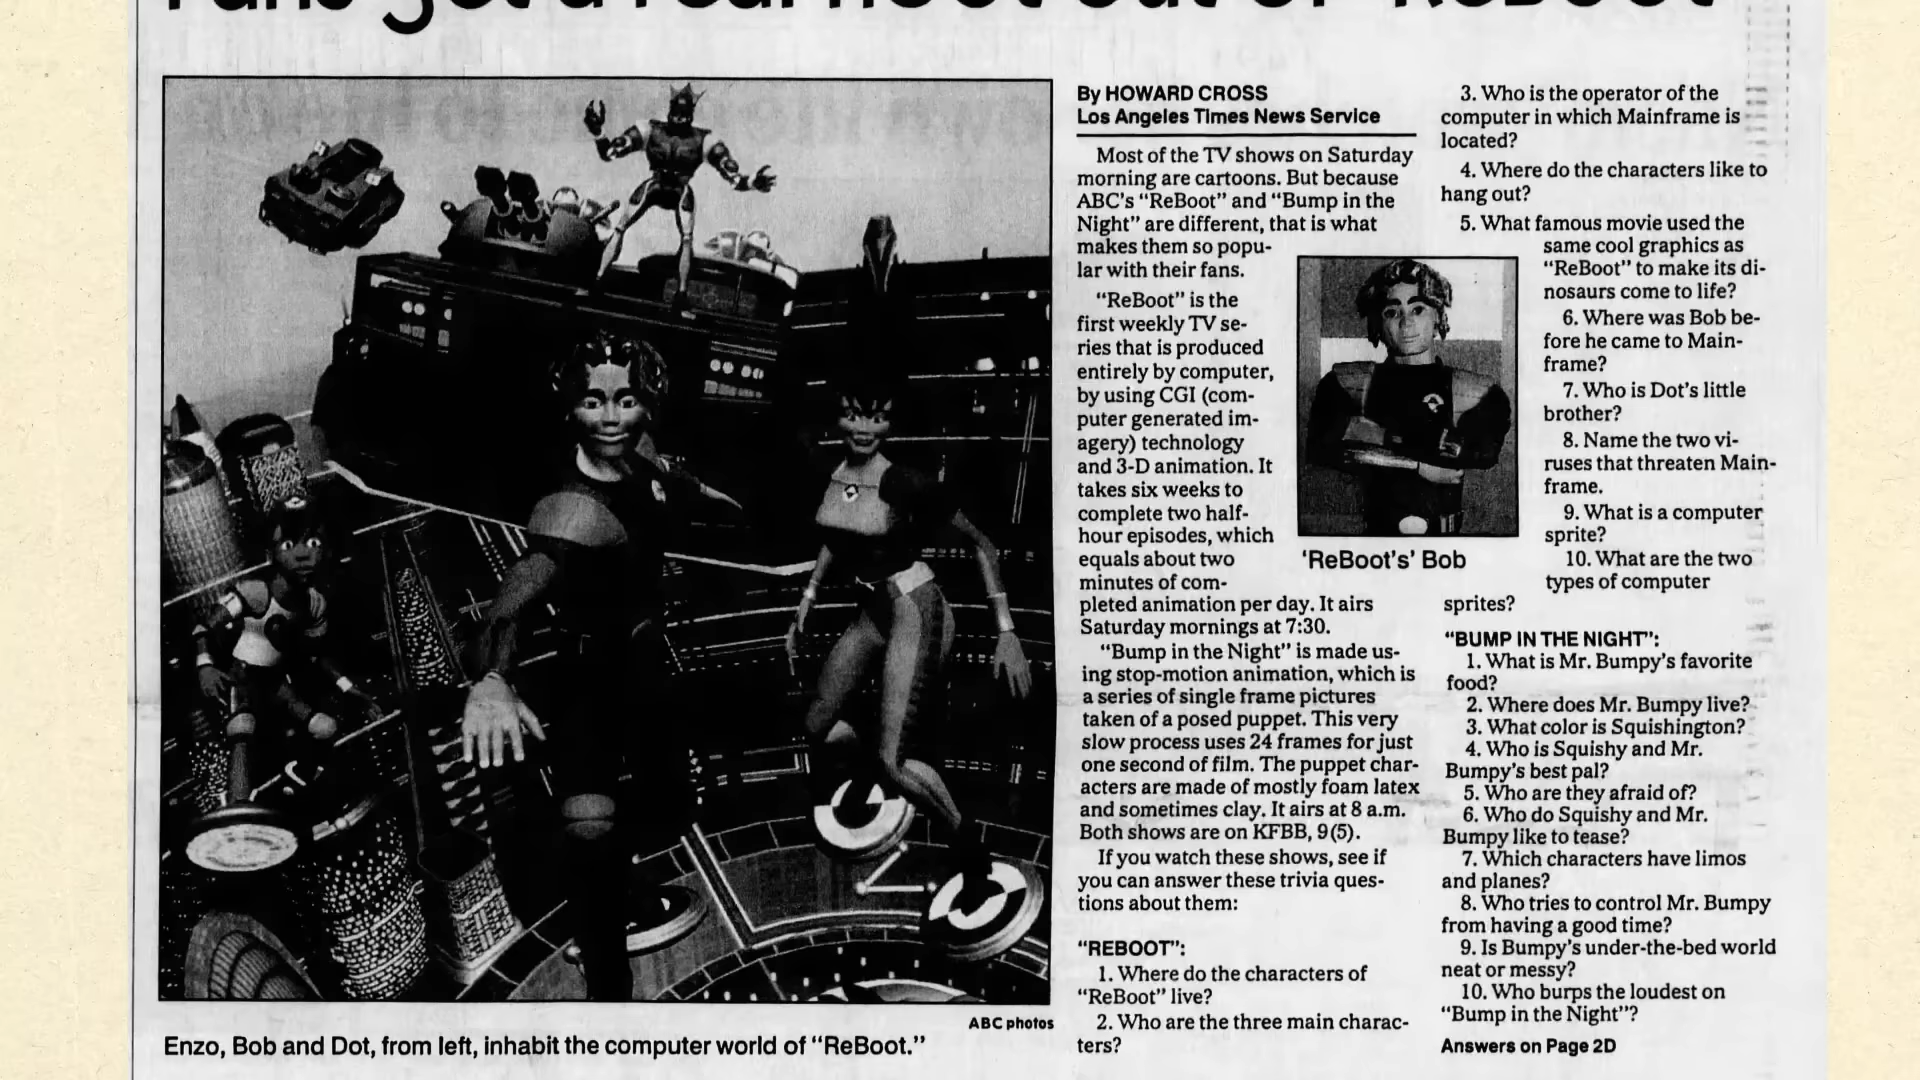 Fans get a real hoot out of "ReBoot"
By HOWARD CROSS
Los Angeles Times News Service
Most of the TV shows on Saturday
morning are cartoons. But because
ABC's “ReBoot” and “Bump in the
Night” are different, that is what
makes them so popu-
lar with their fans.
“ReBoot” is the
first weekly TV se-
ries that is produced
entirely by computer,
by using CGI (com-
puter generated im-
agery) technology
and 3-D animation. It
takes six weeks to
complete two half-
hour episodes, which
equals about two
minutes of com-
pleted animation per day. It airs
Saturday mornings at 7:30.
“Bump in the Night” is made us-
ing stop-motion animation, which is
a series of single frame pictures
taken of a posed puppet. This very
slow process uses 24 frames for just
one second of film. The puppet char-
acters are made of mostly foam latex
and sometimes clay. It airs at 8 a.m.
Both shows are on KFBB, 9(5).
If you watch these shows, see if
you can answer these trivia ques-
tions about them:
“REBOOT”:
1. Where do the characters of
“ReBoot” live?
2. Who are the three main charac-
ters?
3. Who is the operator of the
computer in which Mainframe is
located?
4. Where do the characters like to
hang out?
5. What famous movie used the
same cool graphics as
“ReBoot” to make its di-
nosaurs come to life?
6. Where was Bob be-
fore he came to Main-
frame?
7. Who is Dot's little
brother?
8. Name the two vi-
ruses that threaten Main-
frame.
9. What is a computer
sprite?
10. What are the two
types of computer
sprites?
“BUMP IN THE NIGHT”:
1. What is Mr. Bumpy's favorite
food?
2. Where does Mr. Bumpy live?
3. What color is Squishington?
4. Who is Squishy and Mr.
Bumpy's best pal?
5. Who are they afraid of?
6. Who do Squishy and Mr.
Bumpy like to tease?
7. Which characters have limos
and planes?
8. Who tries to control Mr. Bumpy
from having a good time?
9. Is Bumpy's under-the-bed world
neat or messy?
10. Who burps the loudest on
“Bump in the Night”?
Answers on Page 2D
‘ReBoot's’ Bob
ABC photos
Enzo, Bob and Dot, from left, inhabit the computer world of “ReBoot.”